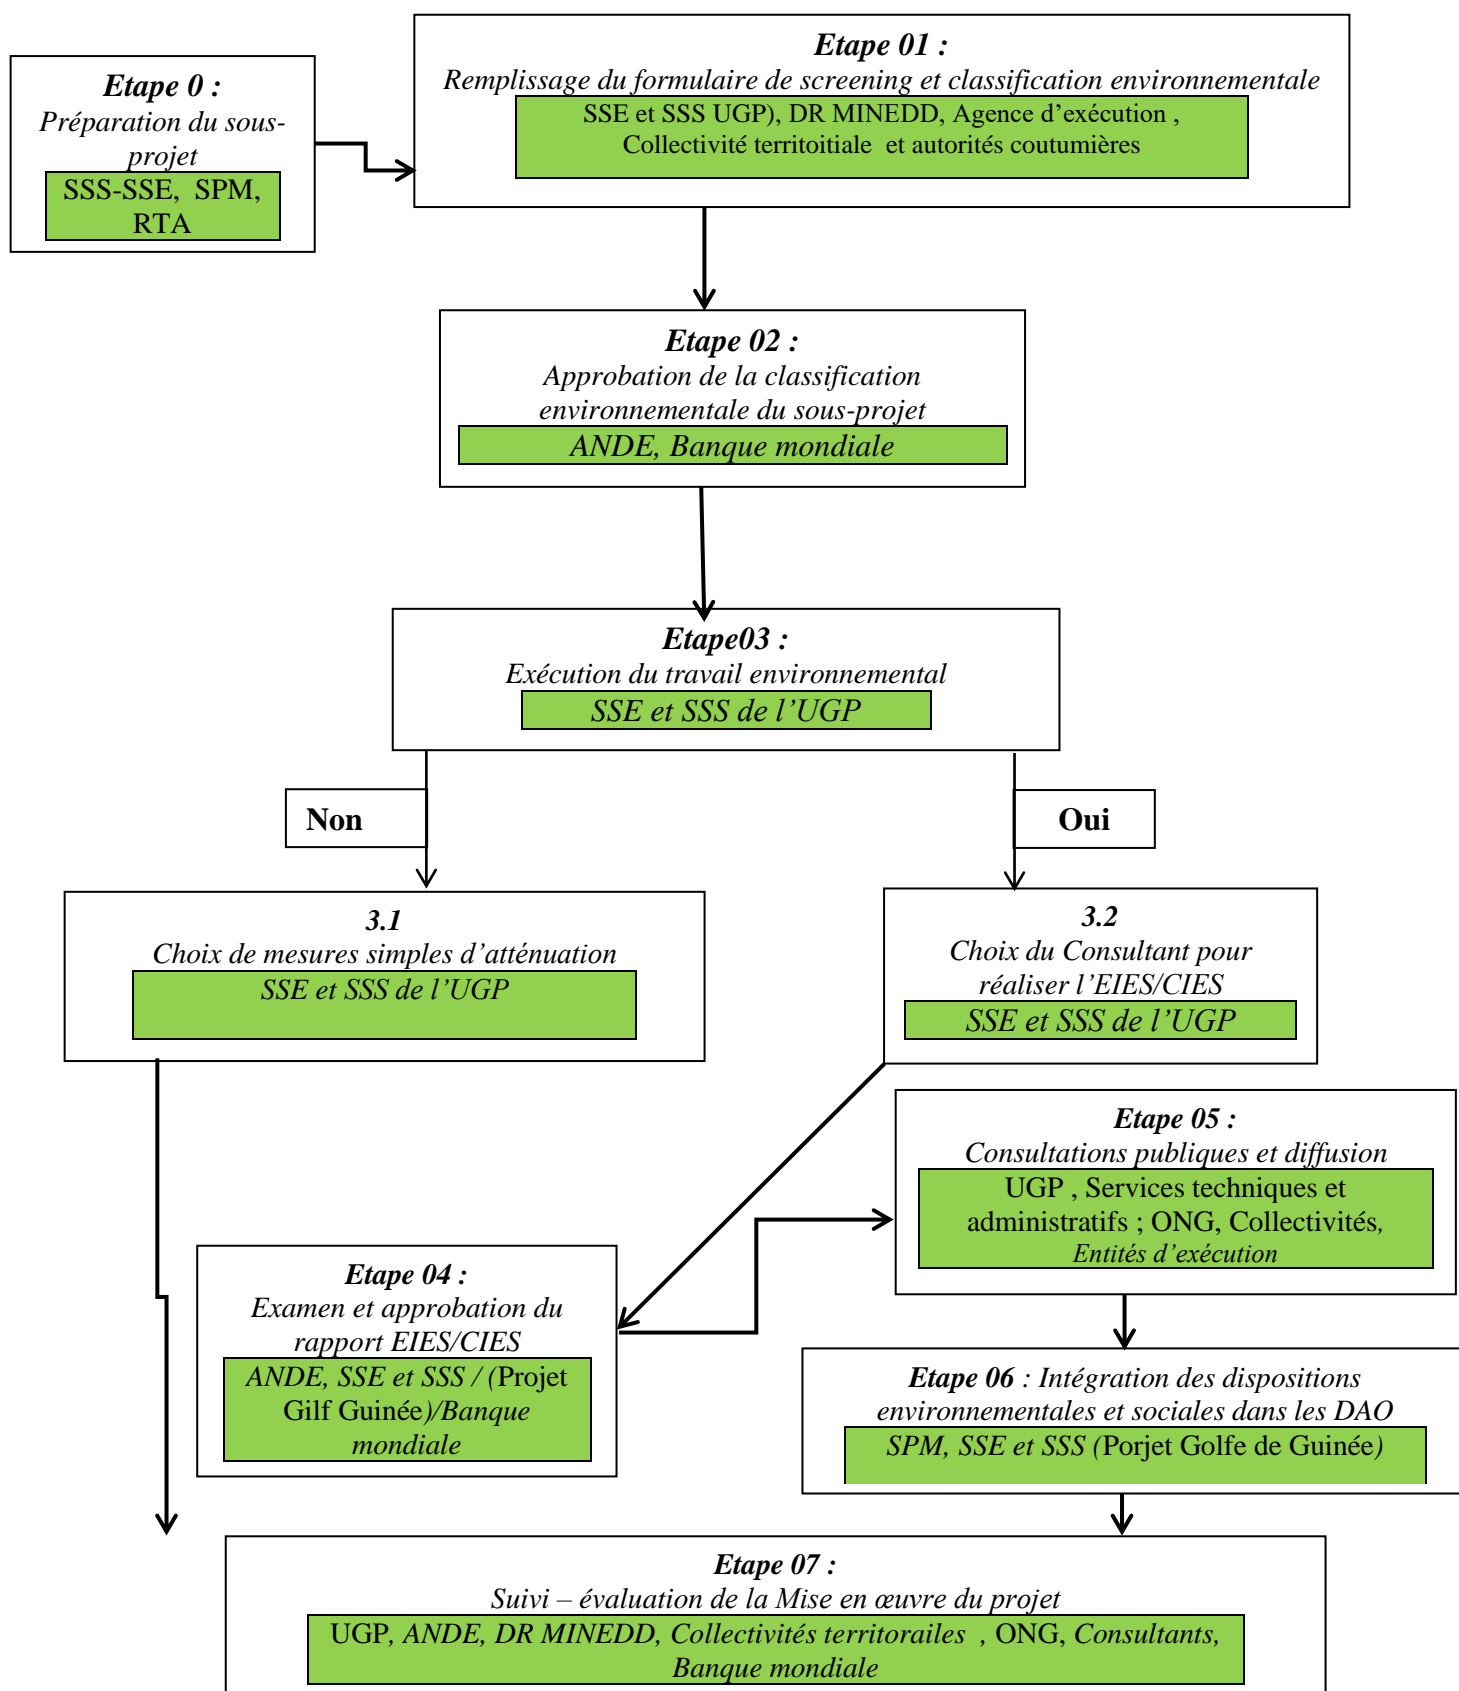 Etape 0 :
Préparation du sous-
projet
SSS-SSE, SPM,
RTA
Etape 01 :
Remplissage du formulaire de screening et classification environnementale
SSE et SSS UGP), DR MINEDD, Agence d’exécution ,
Collectivité territoitiale et autorités coutumières
Etape 02 :
Approbation de la classification
environnementale du sous-projet
ANDE, Banque mondiale
Etape03 :
Exécution du travail environnemental
SSE et SSS de l’UGP
Non
Oui
3.1
Choix de mesures simples d’atténuation
SSE et SSS de l’UGP
3.2
Choix du Consultant pour
réaliser l’EIES/CIES
SSE et SSS de l’UGP
Etape 04 :
Examen et approbation du
rapport EIES/CIES
ANDE, SSE et SSS / (Projet
Gilf Guinée)/Banque
mondiale
Etape 05 :
Consultations publiques et diffusion
UGP , Services techniques et
administratifs ; ONG, Collectivités,
Entités d’exécution
Etape 06 : Intégration des dispositions
environnementales et sociales dans les DAO
SPM, SSE et SSS (Porjet Golfe de Guinée)
Etape 07 :
Suivi – évaluation de la Mise en œuvre du projet
UGP, ANDE, DR MINEDD, Collectivités territorailes , ONG, Consultants,
Banque mondiale